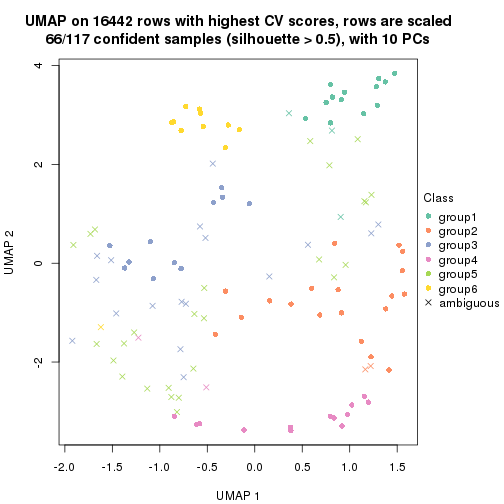 UMAP on 16442 rows with highest CV scores, rows are scaled
66/117 confident samples (silhouette > 0.5), with 10 PCs
4
2
0
-2
UMAP 2
-2.0 -1.5 -1.0 -0.5 0.0 0.5 1.0 1.5
UMAP 1
Class
group1
group2
group3
group4
group5
group6
ambiguous